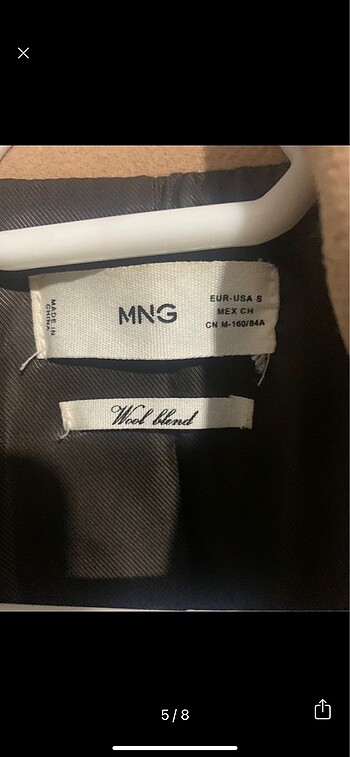 MADE IN
CHINA
MNG
EUR-USA S
MEX CH
CN M-160/84A
Wool blend
5/8